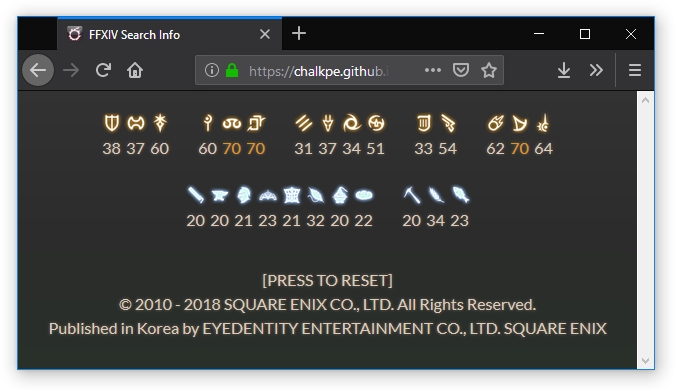 FFXIV Search Info
https://chalkpe.github.
38 37 60 60 70 70 31 37 34 51 33 54 62 70 64
20 20 21 23 21 32 20 22 20 34 23
[PRESS TO RESET]
© 2010 - 2018 SQUARE ENIX CO., LTD. All Rights Reserved.
Published in Korea by EYEDENTITY ENTERTAINMENT CO., LTD. SQUARE ENIX